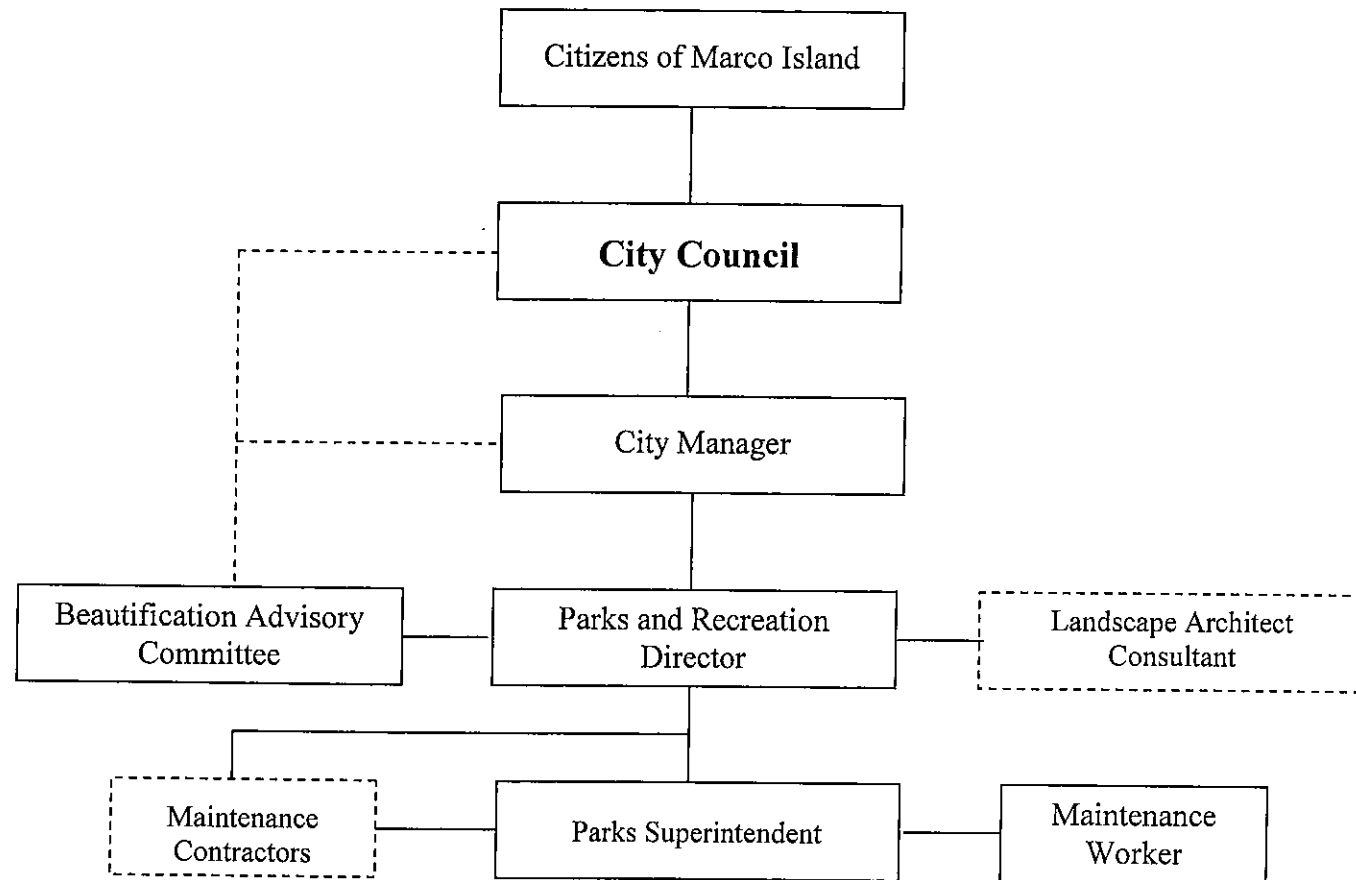 Citizens of Marco Island
City Council
City Manager
Beautification Advisory
Committee
Parks and Recreation
Director
Landscape Architect
Consultant
Maintenance
Contractors
Parks Superintendent
Maintenance
Worker